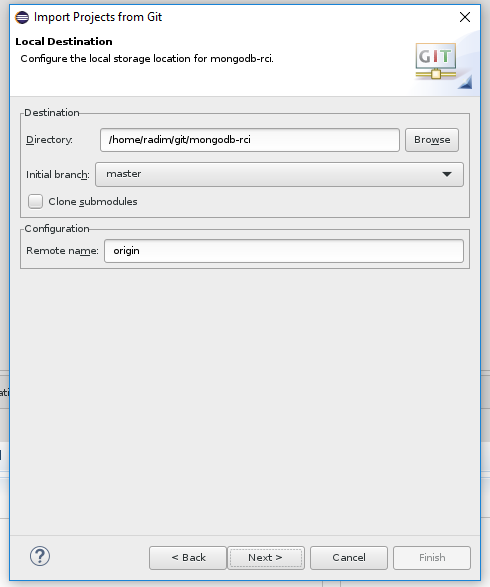 Import Projects from Git
Local Destination
Configure the local storage location for mongodb-rci.
GIT
Destination
Directory: /home/radim/git/mongodb-rci Browse
Initial branch: master
Clone submodules
Configuration
Remote name: origin
? < Back Next > Cancel Finish